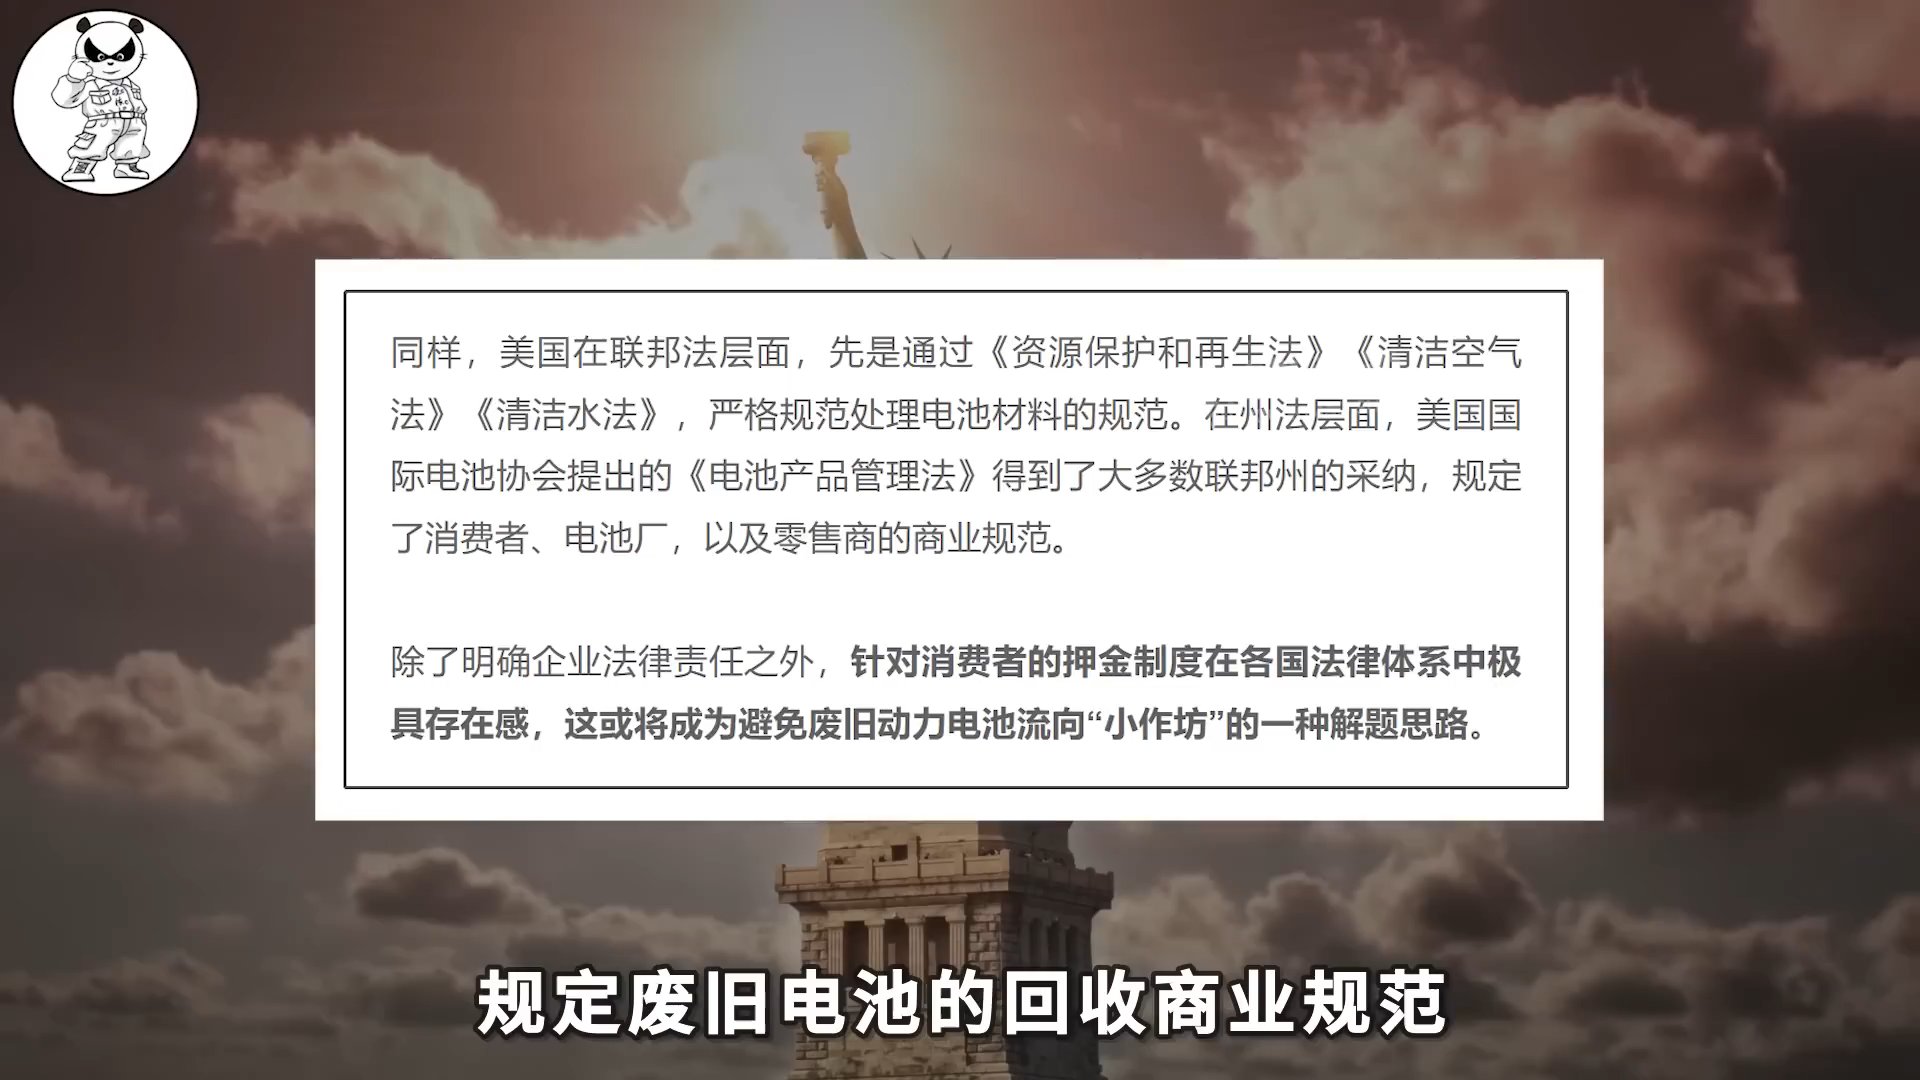 同样，美国在联邦法层面，先是通过《资源保护和再生法》《清洁空气
法》《清洁水法》，严格规范处理电池材料的规范。在州法层面，美国国
际电池协会提出的《电池产品管理法》得到了大多数联邦州的采纳，规定
了消费者、电池厂，以及零售商的商业规范。
除了明确企业法律责任之外，针对消费者的押金制度在各国法律体系中极
具存在感，这或将成为避免废旧动力电池流向“小作坊”的一种解题思路。
规定废旧电池的回收商业规范